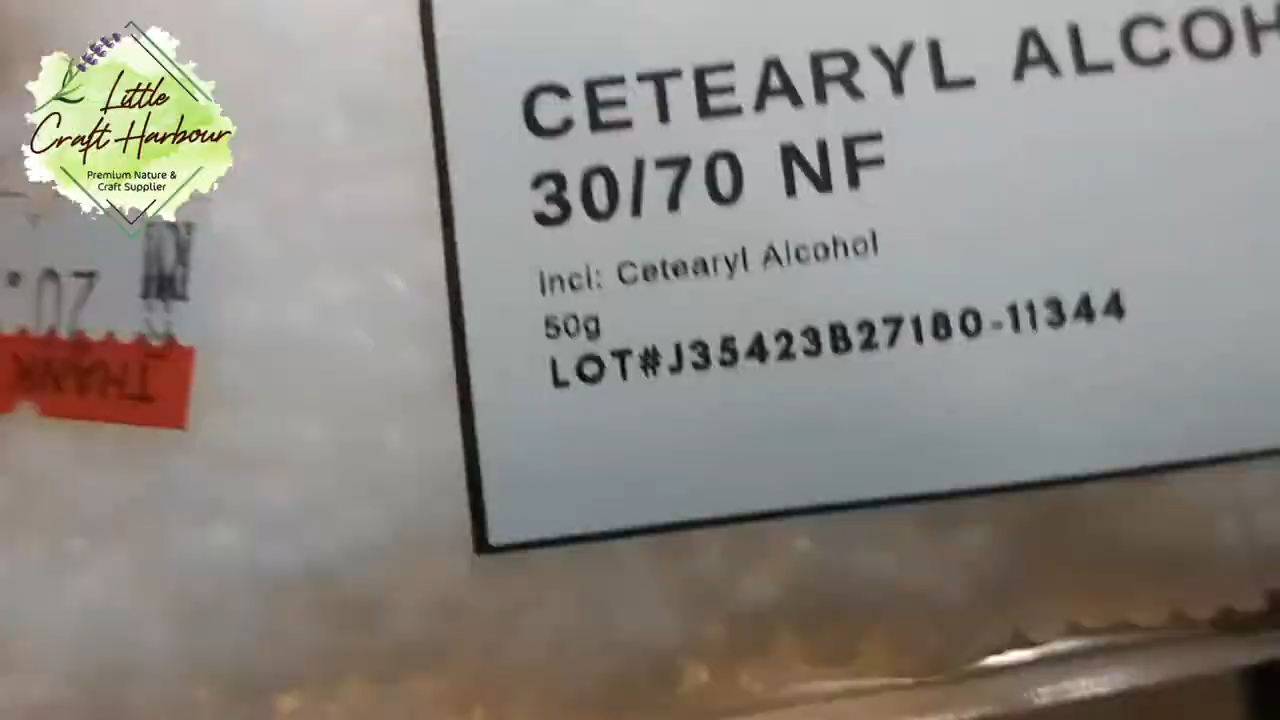 Little
Craft Harbour
Premium Nature &
Craft Supplier
CETEARYL ALCOH
30/70 NF
Incl: Cetearyl Alcohol
50g
LOT#J35423B27180-11344
THANK